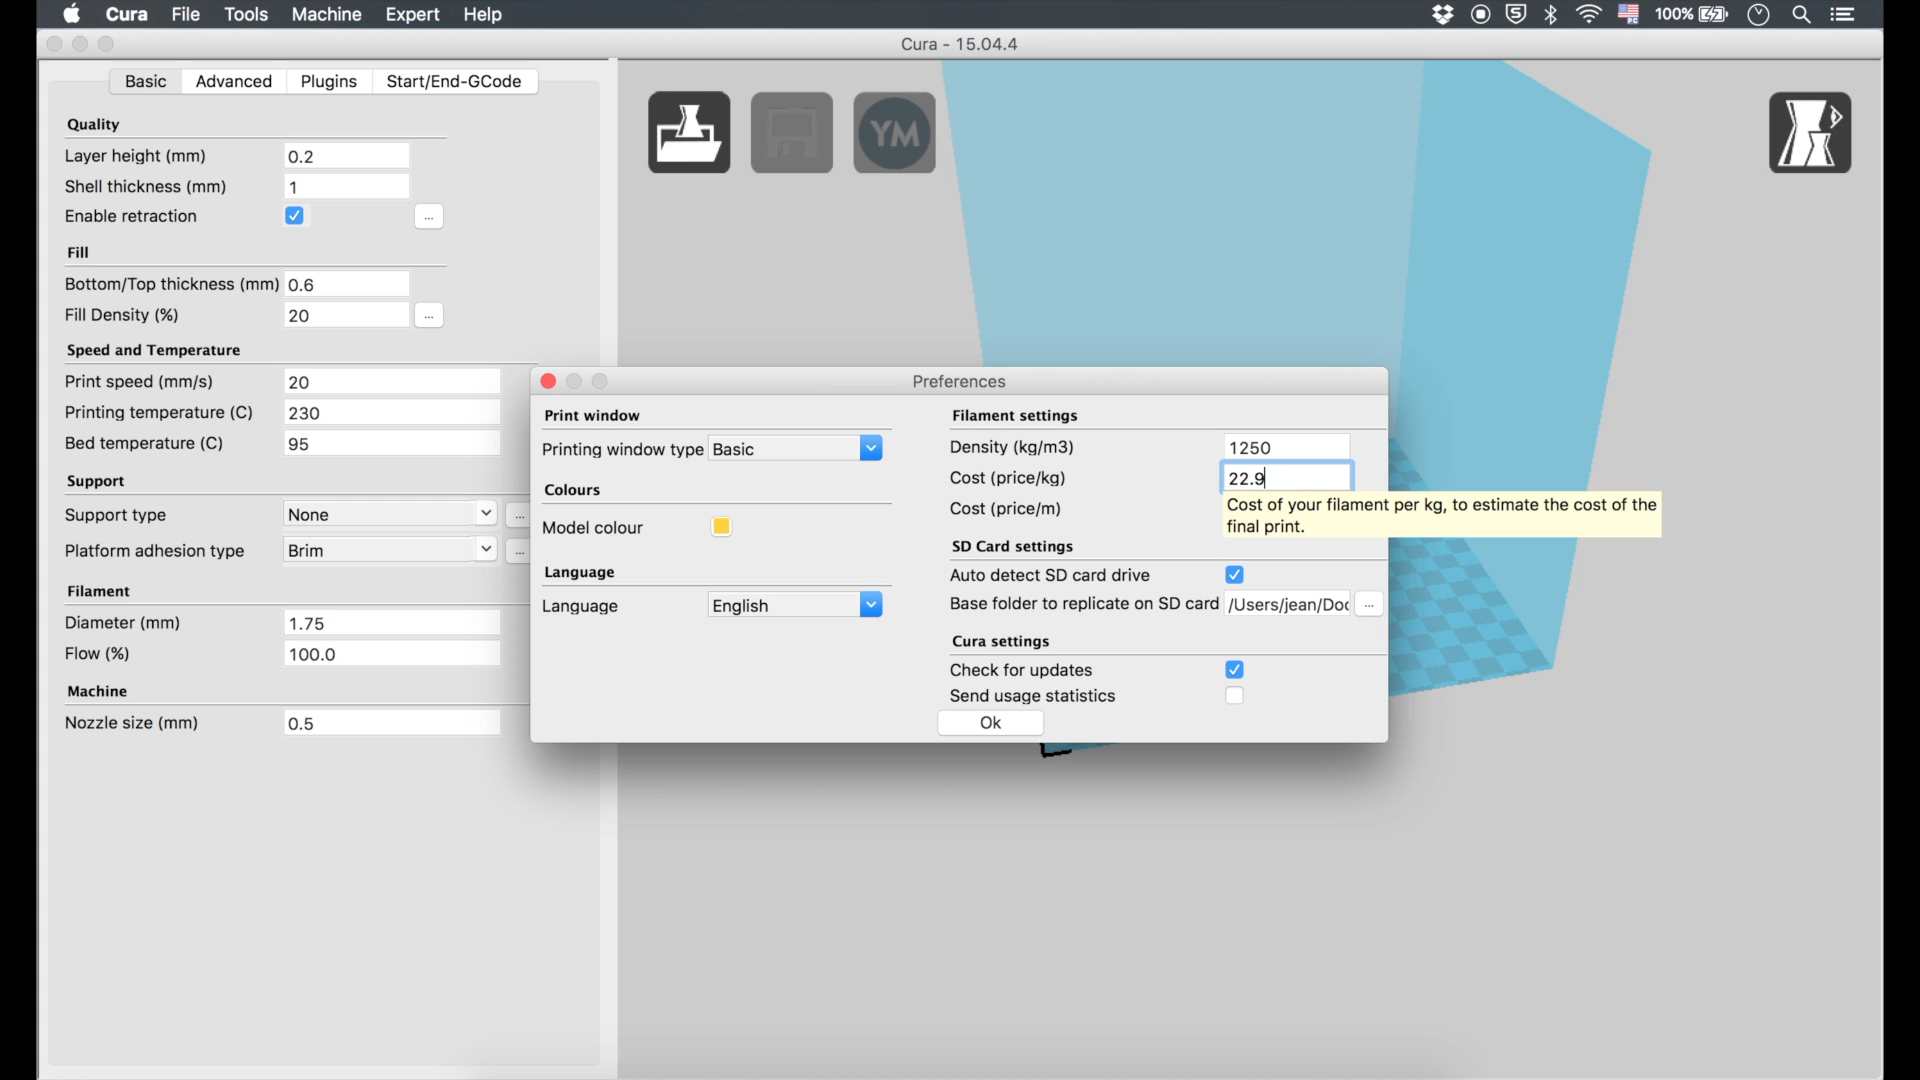 Cura File Tools Machine Expert Help 100%
Cura - 15.04.4
Basic Advanced Plugins Start/End-GCode
Quality
Layer height (mm) 0.2
Shell thickness (mm) 1
Enable retraction ...
Fill
Bottom/Top thickness (mm) 0.6
Fill Density (%) 20 ...
Speed and Temperature
Print speed (mm/s) 20
Printing temperature (C) 230
Bed temperature (C) 95
Support
Support type None ...
Platform adhesion type Brim ...
Filament
Diameter (mm) 1.75
Flow (%) 100.0
Machine
Nozzle size (mm) 0.5
YM
Preferences
Print window
Printing window type Basic
Colours
Model colour
Language
Language English
Filament settings
Density (kg/m3) 1250
Cost (price/kg) 22.9
Cost (price/m)
Cost of your filament per kg, to estimate the cost of the
final print.
SD Card settings
Auto detect SD card drive
Base folder to replicate on SD card /Users/jean/Doc ...
Cura settings
Check for updates
Send usage statistics
Ok